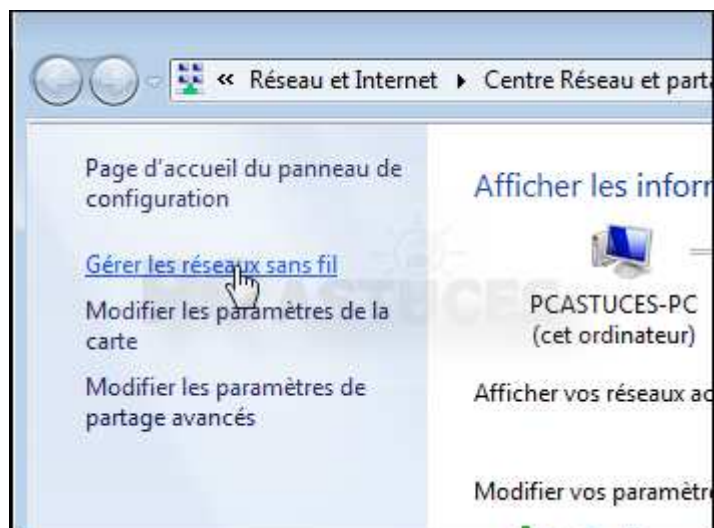 « Réseau et Internet ▸ Centre Réseau et parta
Page d'accueil du panneau de
configuration
Gérer les réseaux sans fil
Modifier les paramètres de la
carte
Modifier les paramètres de
partage avancés
Afficher les inforr
PCASTUCES-PC
(cet ordinateur)
Afficher vos réseaux ac
Modifier vos paramètr
ASTUCES